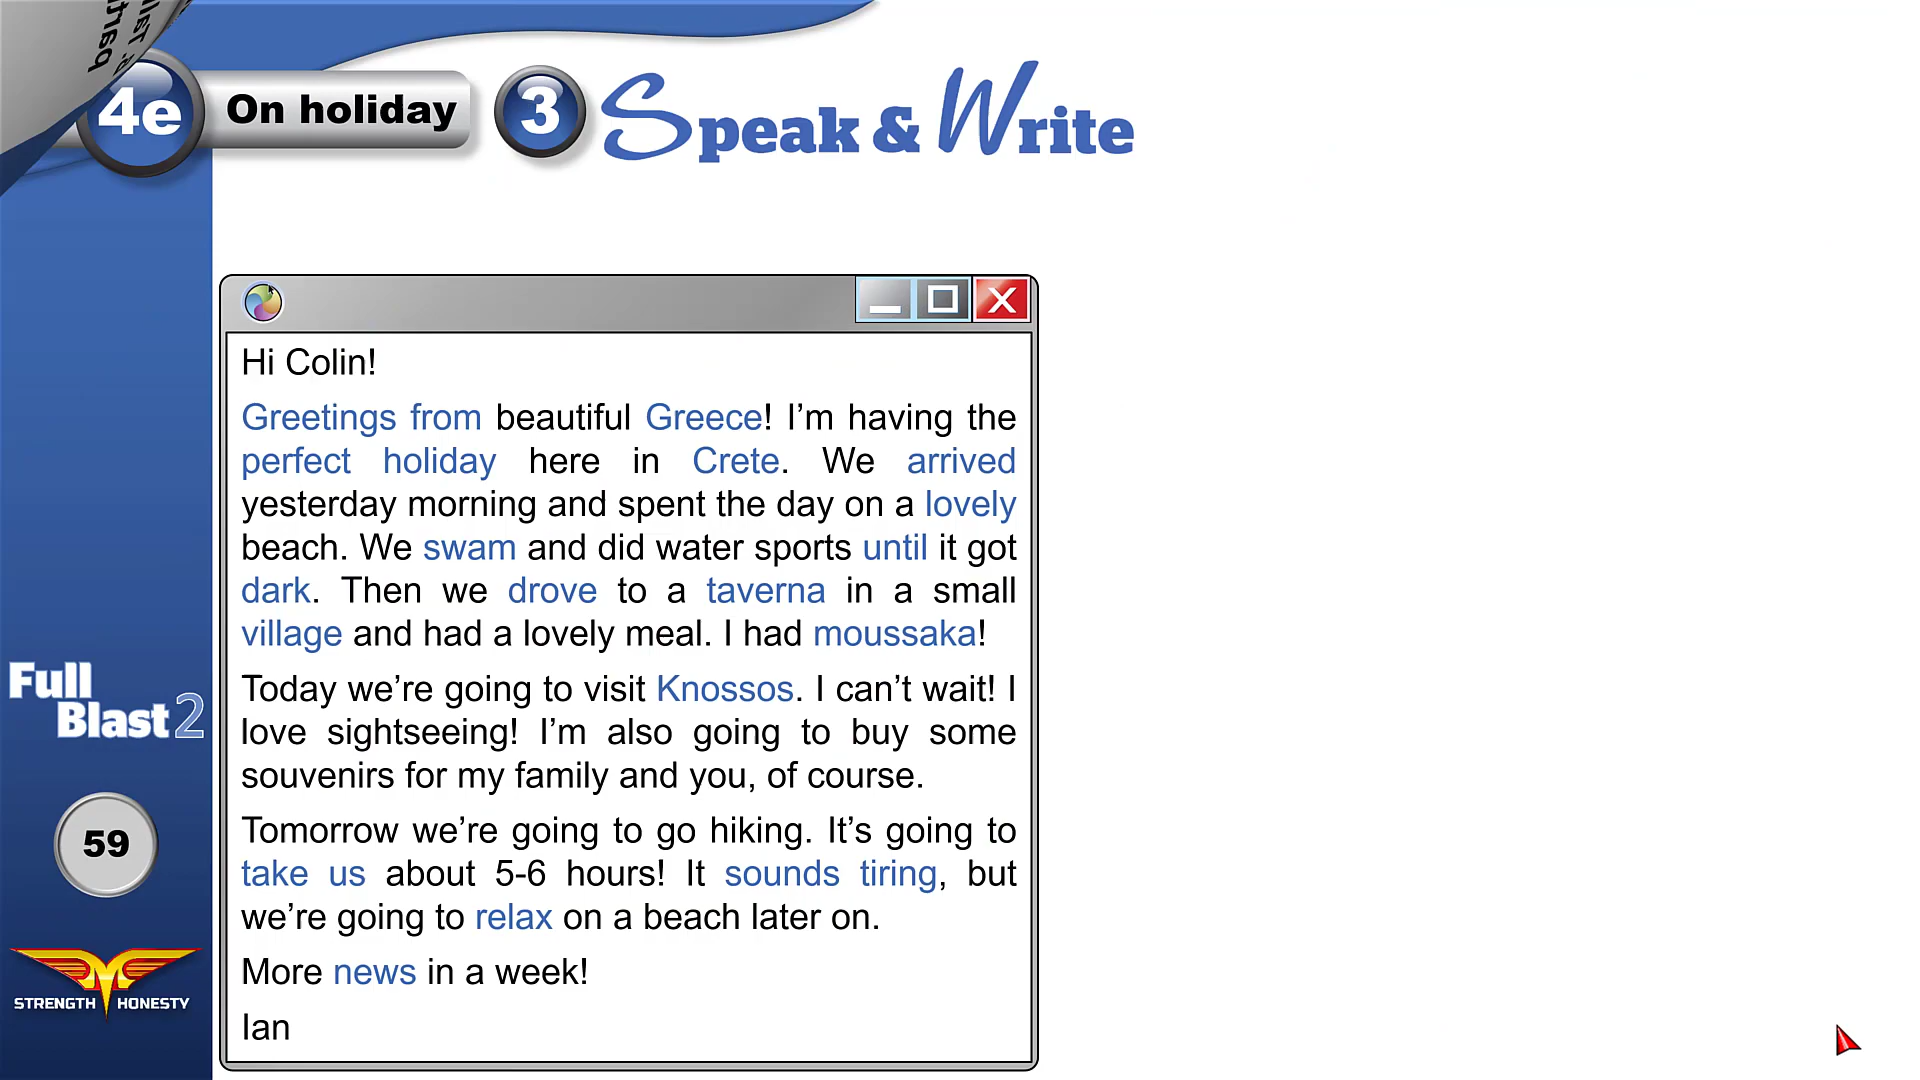 4e On holiday 3 Speak & Write
Hi Colin!
Greetings from beautiful Greece! I’m having the
perfect holiday here in Crete. We arrived
yesterday morning and spent the day on a lovely
beach. We swam and did water sports until it got
dark. Then we drove to a taverna in a small
village and had a lovely meal. I had moussaka!
Today we’re going to visit Knossos. I can’t wait! I
love sightseeing! I’m also going to buy some
souvenirs for my family and you, of course.
Tomorrow we’re going to go hiking. It’s going to
take us about 5-6 hours! It sounds tiring, but
we’re going to relax on a beach later on.
More news in a week!
Ian
Full
Blast 2
59
STRENGTH HONESTY